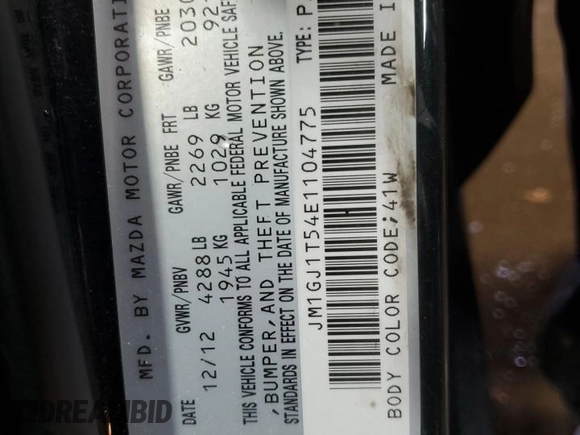 MFD. BY MAZDA MOTOR CORPORATI
DATE GVWR/PNBV GAWR/PNBE FRT GAWR/PNBE
12/12 4288 LB 2269 LB 2030
1945 KG 1029 KG 92
THIS VEHICLE CONFORMS TO ALL APPLICABLE FEDERAL MOTOR VEHICLE SAF
,BUMPER,AND THEFT PREVENTION
STANDARDS IN EFFECT ON THE DATE OF MANUFACTURE SHOWN ABOVE.
JM1GJ1T54E1104775 TYPE: P
BODY COLOR CODE:41W MADE I
DREAMBID